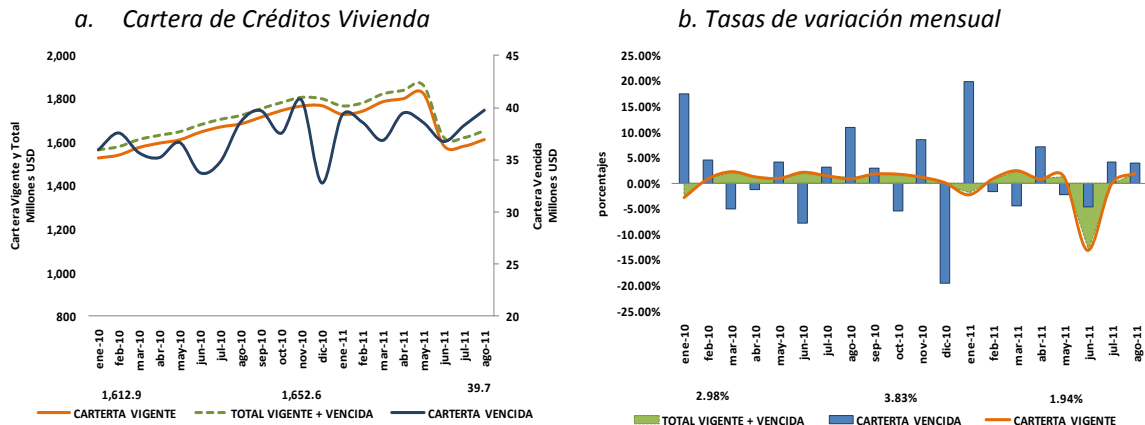 a. Cartera de Créditos Vivienda
2,000
1,800
1,600
1,400
1,200
1,000
800
Cartera Vigente y Total
Millones USD
45
40
35
30
25
20
Cartera Vencida
Millones USD
ene-10
feb-10
mar-10
abr-10
may-10
jun-10
jul-10
ago-10
sep-10
oct-10
nov-10
dic-10
ene-11
feb-11
mar-11
abr-11
may-11
jun-11
jul-11
ago-11
1,612.9 1,652.6 39.7
CARTERTA VIGENTE TOTAL VIGENTE + VENCIDA CARTERTA VENCIDA
b. Tasas de variación mensual
25.00%
20.00%
15.00%
10.00%
5.00%
0.00%
-5.00%
-10.00%
-15.00%
-20.00%
-25.00%
porcentajes
ene-10
feb-10
mar-10
abr-10
may-10
jun-10
jul-10
ago-10
sep-10
oct-10
nov-10
dic-10
ene-11
feb-11
mar-11
abr-11
may-11
jun-11
jul-11
ago-11
2.98% 3.83% 1.94%
TOTAL VIGENTE + VENCIDA CARTERTA VENCIDA CARTERTA VIGENTE